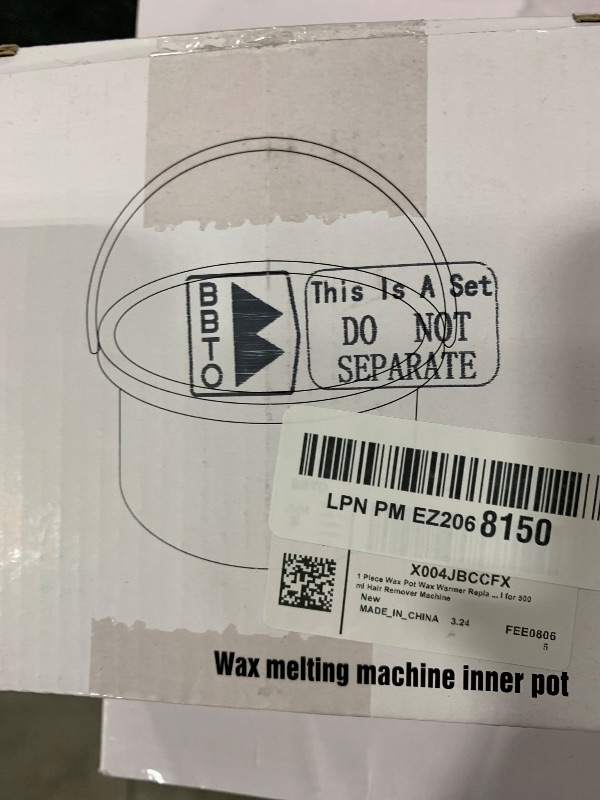 BBTO
This Is A Set
DO NOT
SEPARATE
LPN PM EZ206 8150
X004JBCCFX
1 Piece Wax Pot Wax Warmer Repla ... l for 500
ml Hair Remover Machine
New
MADE_IN_CHINA 3.24
FEE0806
5
Wax melting machine inner pot